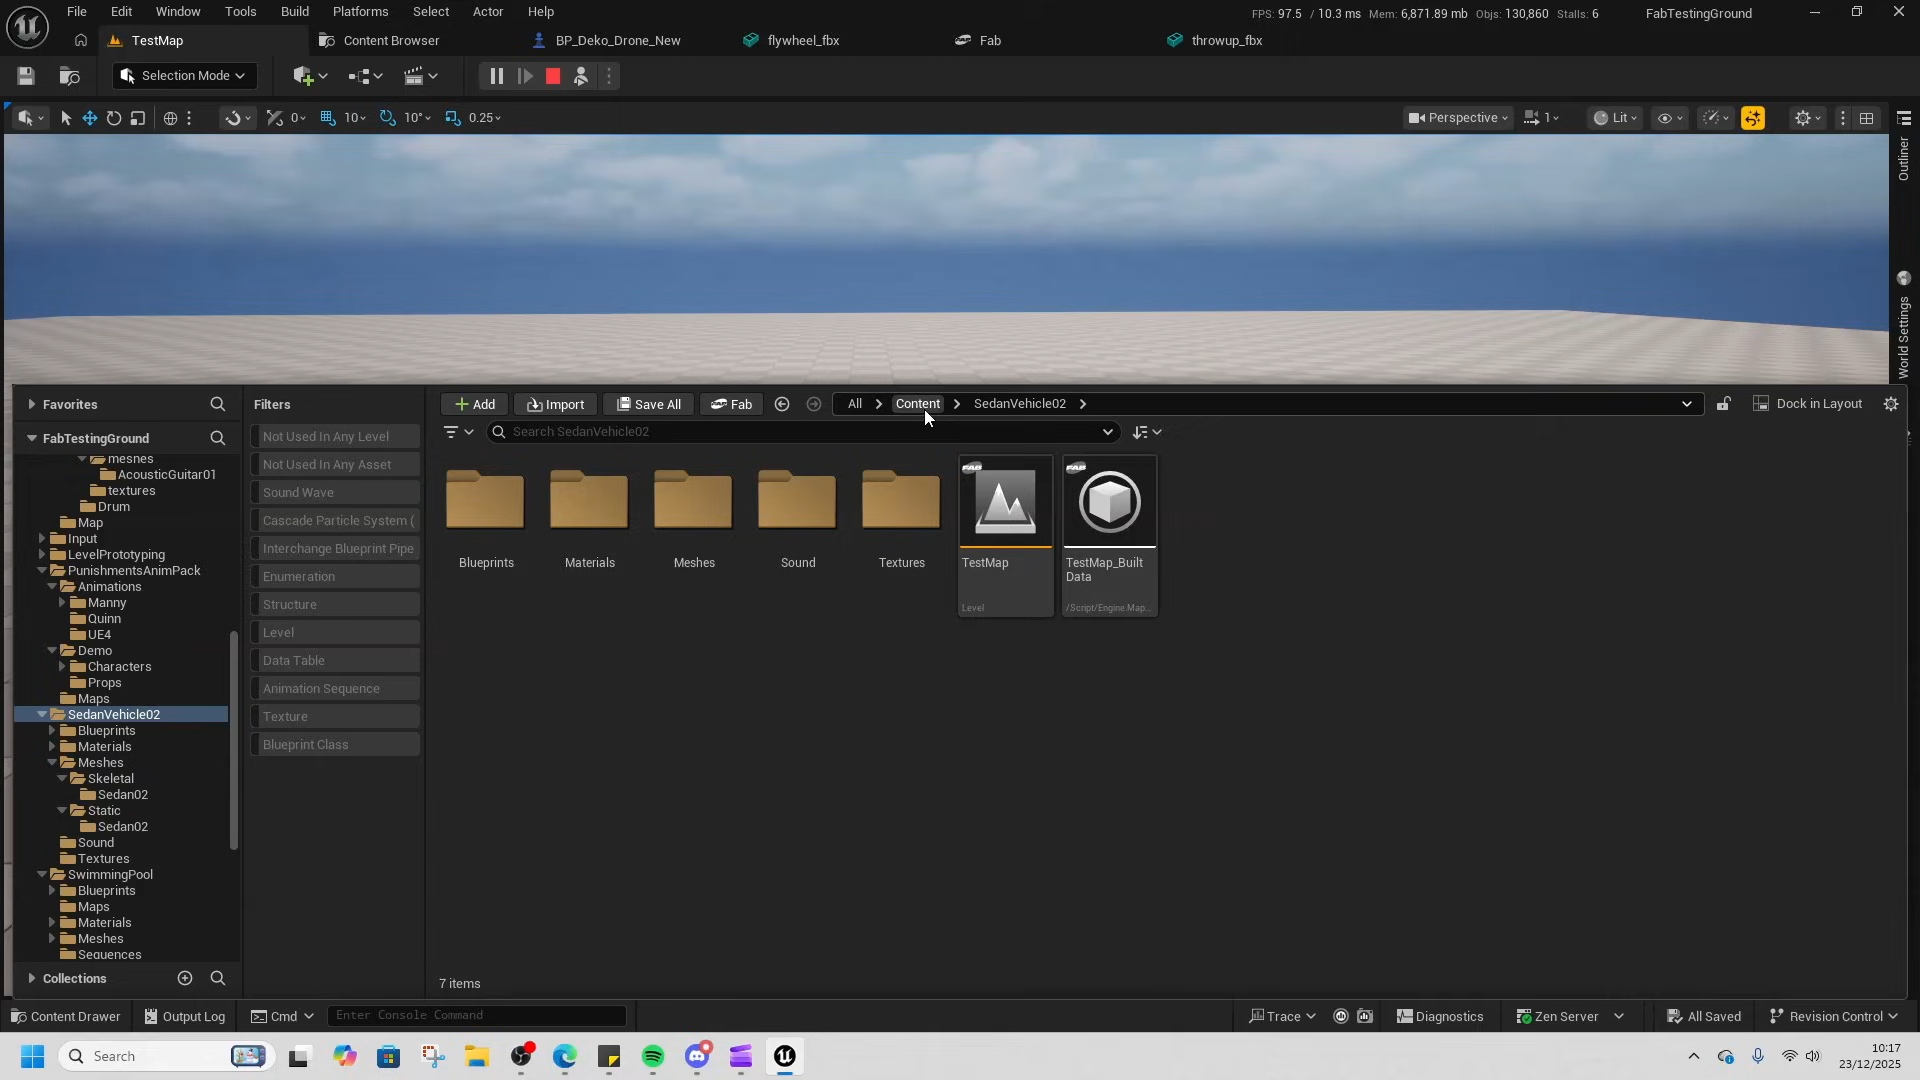 File Edit Window Tools Build Platforms Select Actor Help
FPS: 97.5 / 10.3 ms Mem: 6,871.89 mb Objs: 130,860 Stalls: 6 FabTestingGround
TestMap Content Browser BP_Deko_Drone_New flywheel_fbx Fab throwup_fbx
Selection Mode
0 10 10° 0.25 Perspective 1 Lit
Outliner
World Settings
Favorites
Filters
Add Import Save All Fab All > Content > SedanVehicle02 > Dock in Layout
FabTestingGround
Search SedanVehicle02
meshes
AcousticGuitar01
textures
Drum
Map
Input
LevelPrototyping
PunishmentsAnimPack
Animations
Manny
Quinn
UE4
Demo
Characters
Props
Maps
SedanVehicle02
Blueprints
Materials
Meshes
Skeletal
Sedan02
Static
Sedan02
Sound
Textures
SwimmingPool
Blueprints
Maps
Materials
Meshes
Sequences
Collections
Not Used In Any Level
Not Used In Any Asset
Sound Wave
Cascade Particle System (
Interchange Blueprint Pipe
Enumeration
Structure
Level
Data Table
Animation Sequence
Texture
Blueprint Class
FAB FAB
Blueprints Materials Meshes Sound Textures TestMap TestMap_Built
Data
Level /Script/Engine.Map...
7 items
Content Drawer Output Log Cmd Enter Console Command Trace Diagnostics Zen Server All Saved Revision Control
Search
10:17
23/12/2025